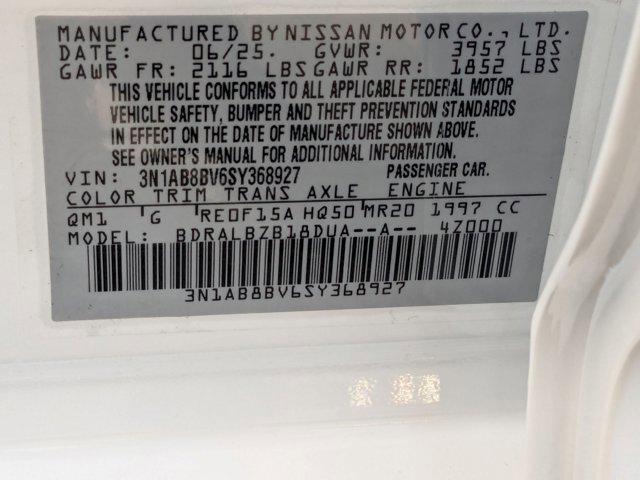 MANUFACTURED BY NISSAN MOTOR CO., LTD.
DATE: 06/25. GVWR: 3957 LBS
GAWR FR: 2116 LBS GAWR RR: 1852 LBS
THIS VEHICLE CONFORMS TO ALL APPLICABLE FEDERAL MOTOR
VEHICLE SAFETY, BUMPER AND THEFT PREVENTION STANDARDS
IN EFFECT ON THE DATE OF MANUFACTURE SHOWN ABOVE.
SEE OWNER'S MANUAL FOR ADDITIONAL INFORMATION.
VIN: 3N1AB8BV6SY368927 PASSENGER CAR.
COLOR TRIM TRANS AXLE ENGINE
QM1 G RE0F15A HQ50 MR20 1997 CC
MODEL: BDRALBZB18DUA--A-- 4Z000
3N1AB8BV6SY368927